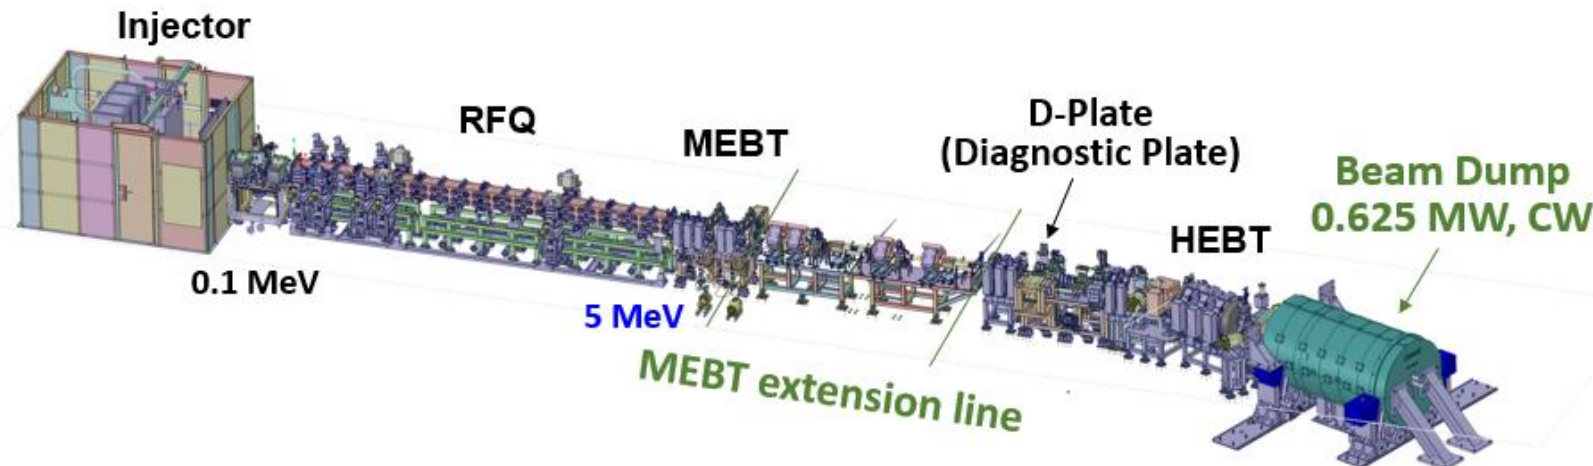 Injector
RFQ
MEBT
D-Plate
(Diagnostic Plate)
HEBT
Beam Dump
0.625 MW, CW
0.1 MeV
5 MeV
MEBT extension line